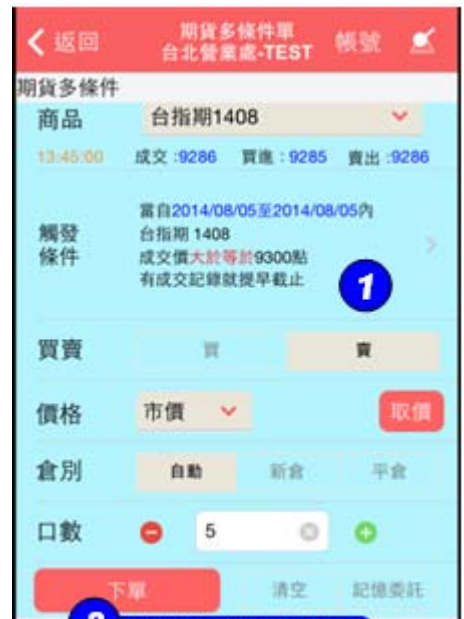 返回 期貨多條件單 帳號
台北營業處-TEST
期貨多條件
商品 台指期1408
13:45:00 成交 :9286 買進 : 9285 賣出 :9286
當自2014/08/05至2014/08/05內
觸發 台指期 1408
條件 成交價大於等於9300點
有成交記錄就提早截止
1
買賣 買 賣
價格 市價 取價
倉別 自動 新倉 平倉
口數 5
下單 清空 記憶委託